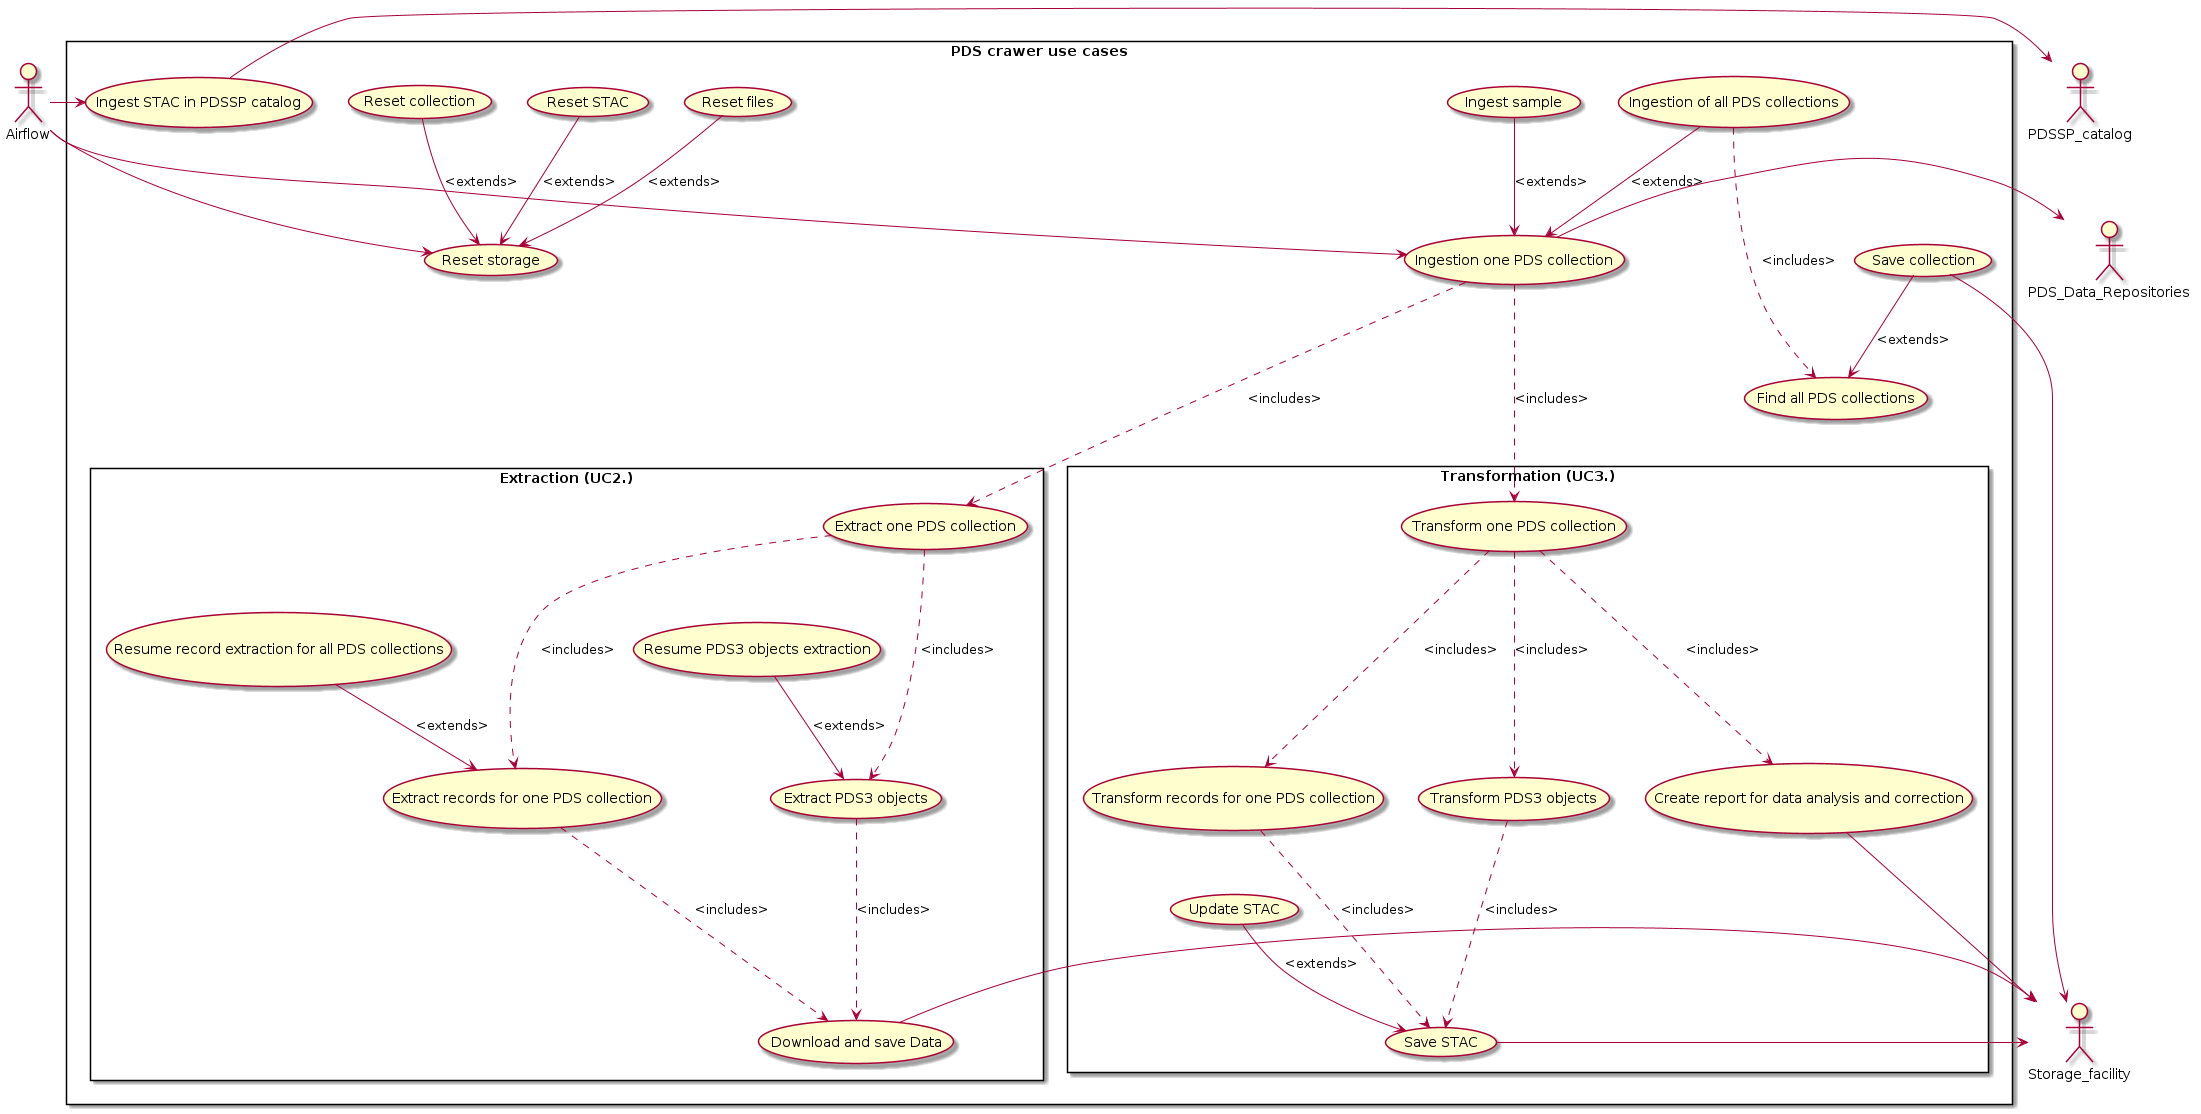 PDS crawer use cases
Airflow
Ingest STAC in PDSSP catalog
Reset collection
Reset STAC
Reset files
Ingest sample
Ingestion of all PDS collections
PDSSP_catalog
<extends>
<extends>
<extends>
<extends>
<extends>
Reset storage
Ingestion one PDS collection
<includes>
Save collection
PDS_Data_Repositories
<extends>
<includes>
<includes>
Find all PDS collections
Extraction (UC2.)
Transformation (UC3.)
Extract one PDS collection
Transform one PDS collection
Resume record extraction for all PDS collections
<includes>
Resume PDS3 objects extraction
<includes>
<includes>
<includes>
<includes>
<extends>
<extends>
Extract records for one PDS collection
Extract PDS3 objects
Transform records for one PDS collection
Transform PDS3 objects
Create report for data analysis and correction
<includes>
<includes>
Update STAC
<includes>
<includes>
<extends>
Download and save Data
Save STAC
Storage_facility